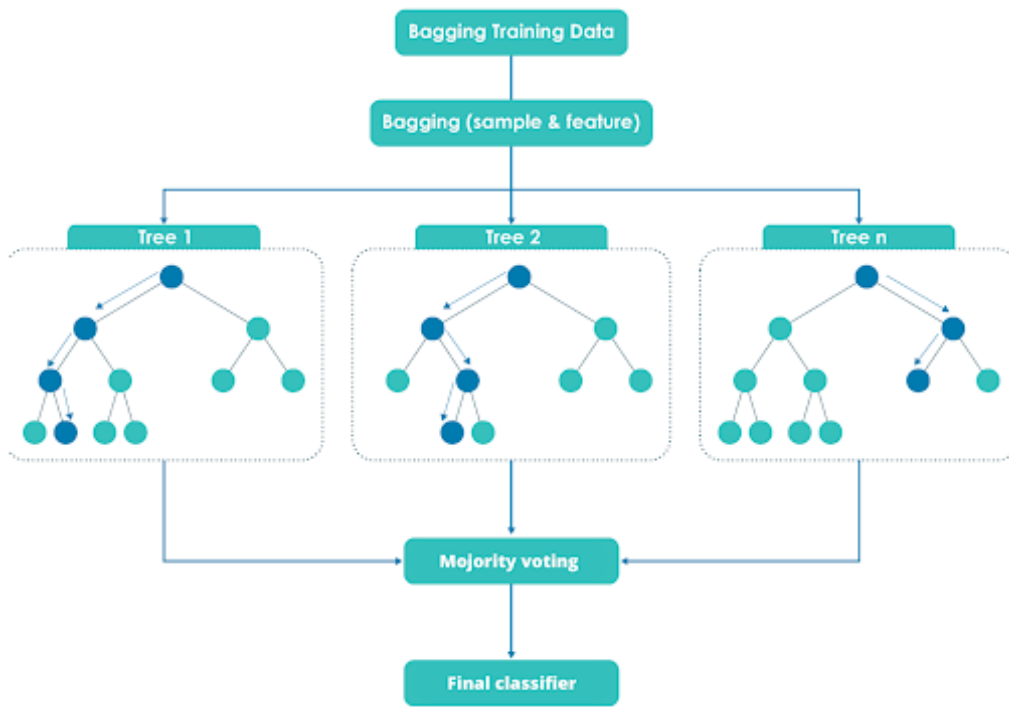 Bagging Training Data
Bagging (sample & feature)
Tree 1
Tree 2
Tree n
Mojority voting
Final classifier